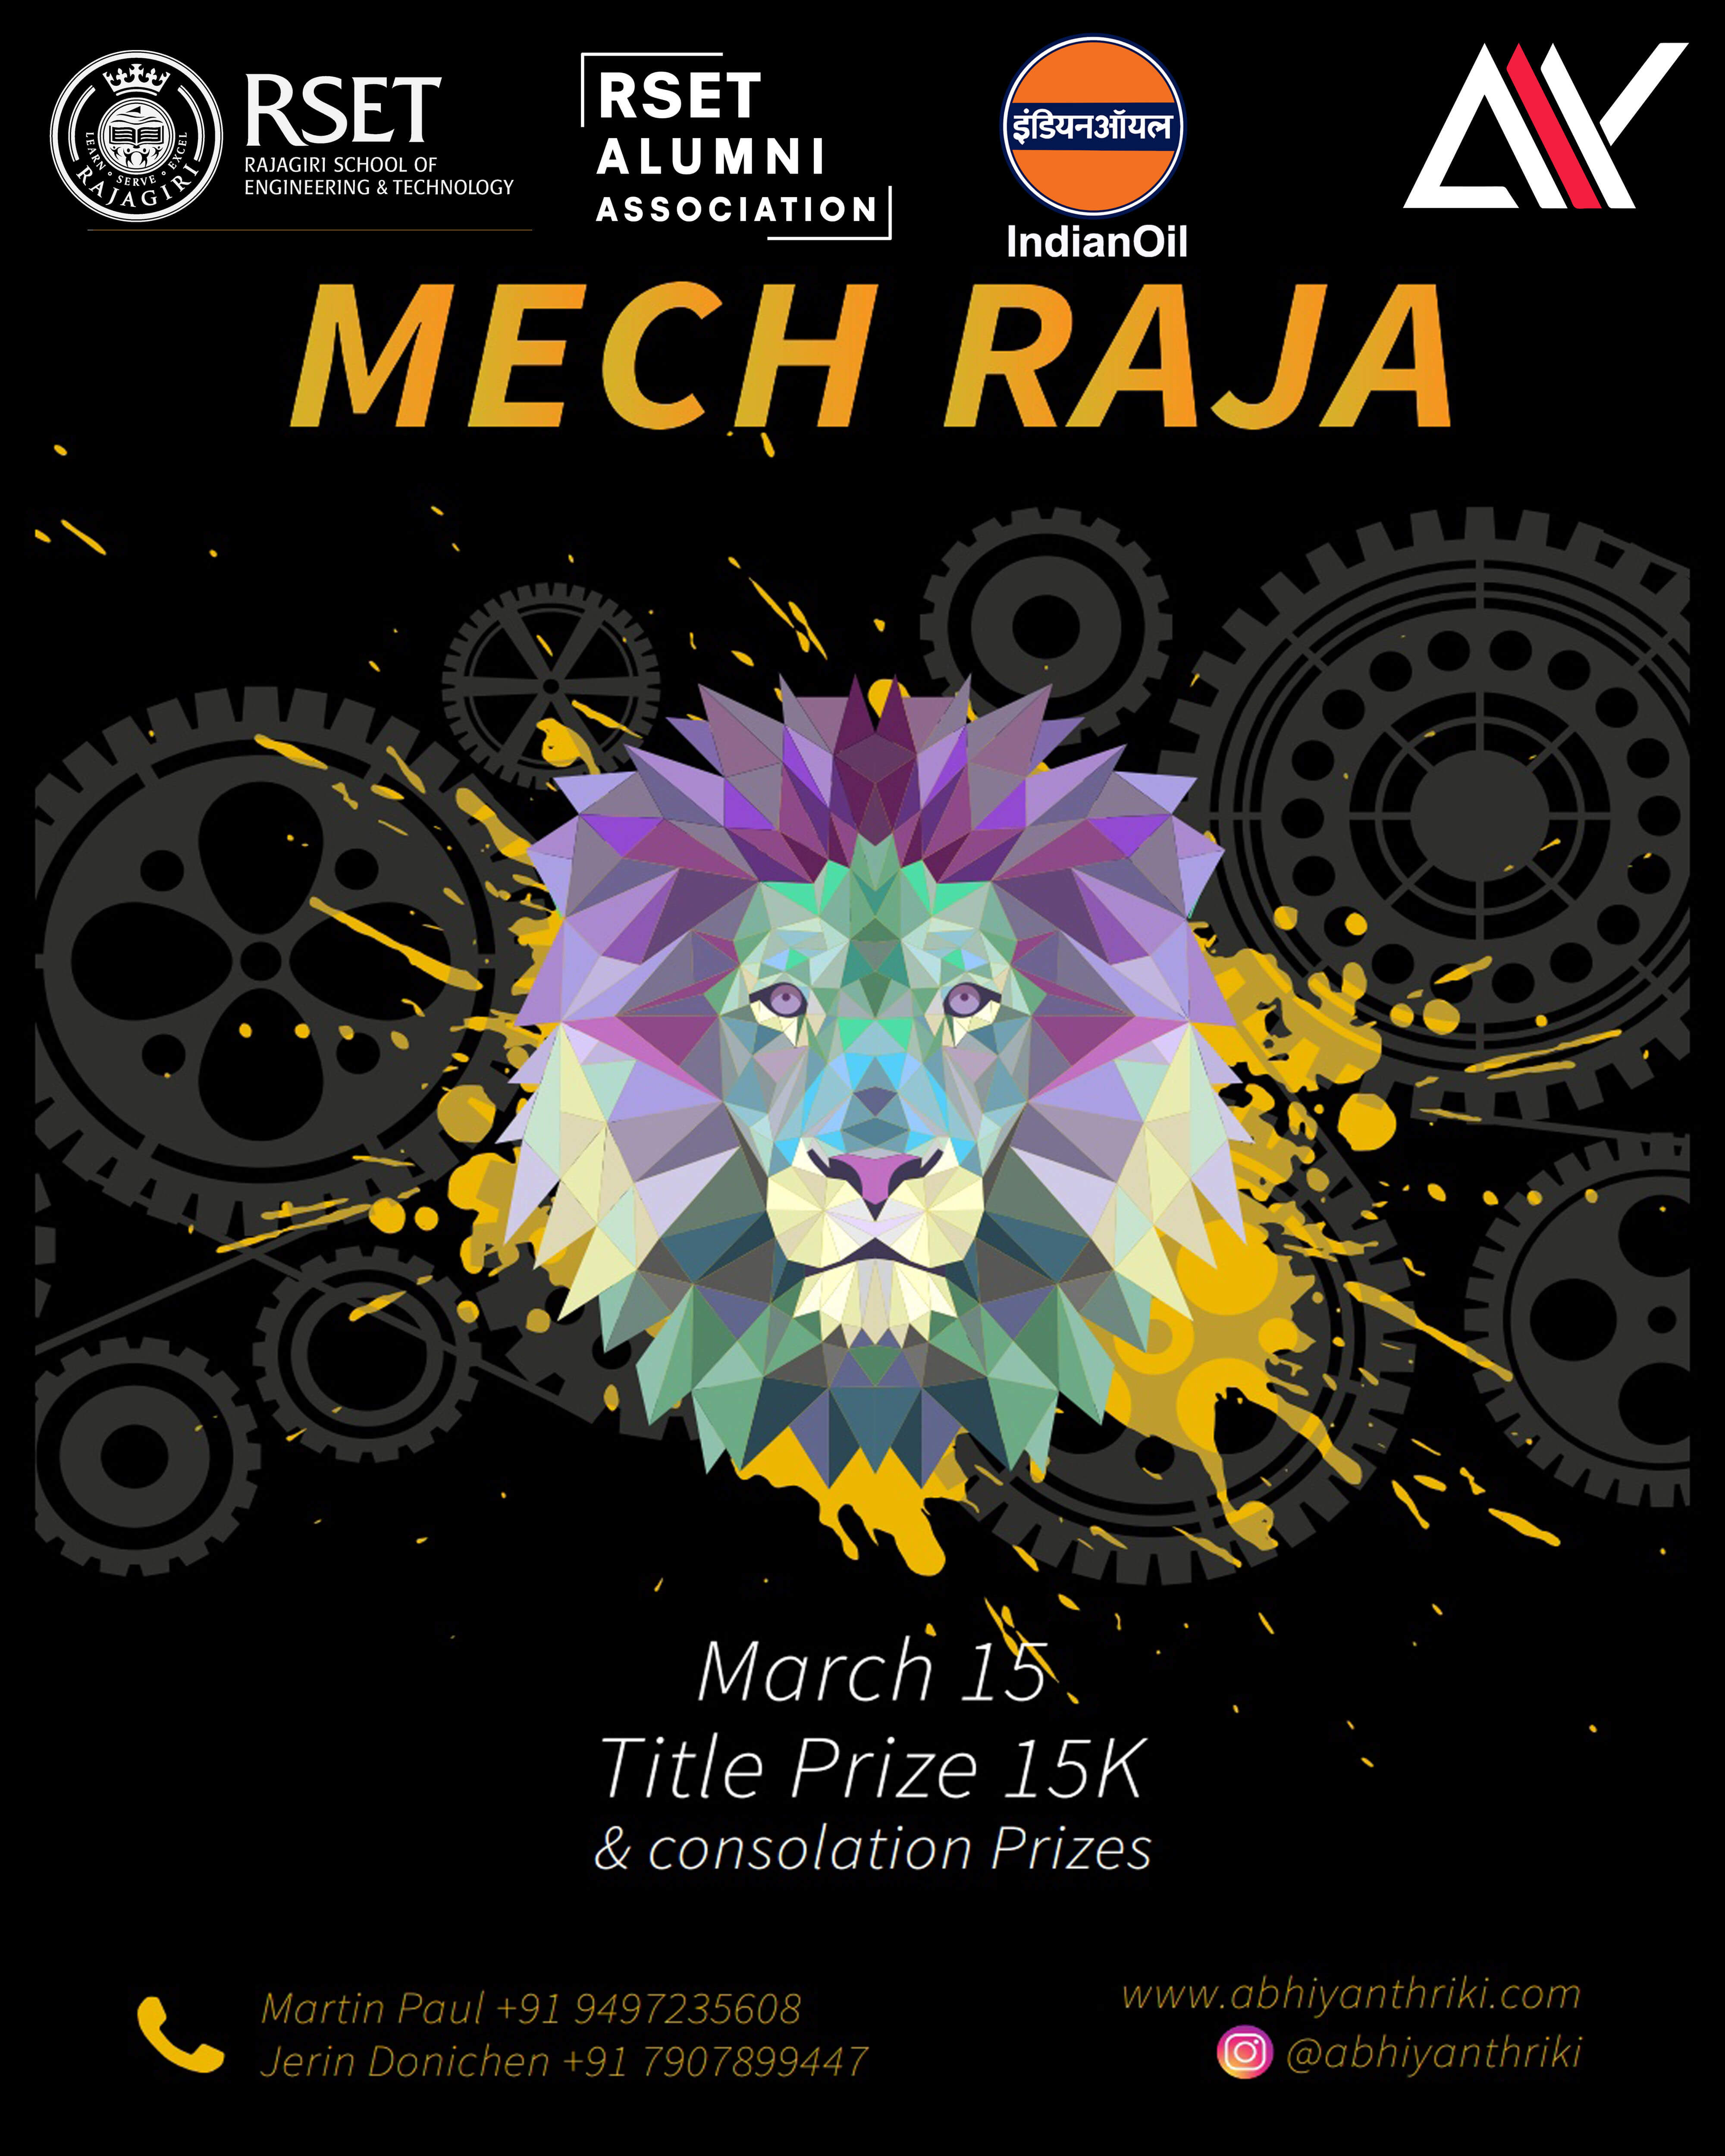 RSET
RAJAGIRI SCHOOL OF
ENGINEERING & TECHNOLOGY
LEARN SERVE EXCEL
RAJAGIRI
RSET
ALUMNI
ASSOCIATION
इंडियनऑयल
IndianOil
MECH RAJA
March 15
Title Prize 15K
& consolation Prizes
Martin Paul +91 9497235608
Jerin Donichen +91 7907899447
www.abhiyanthriki.com
@abhiyanthriki